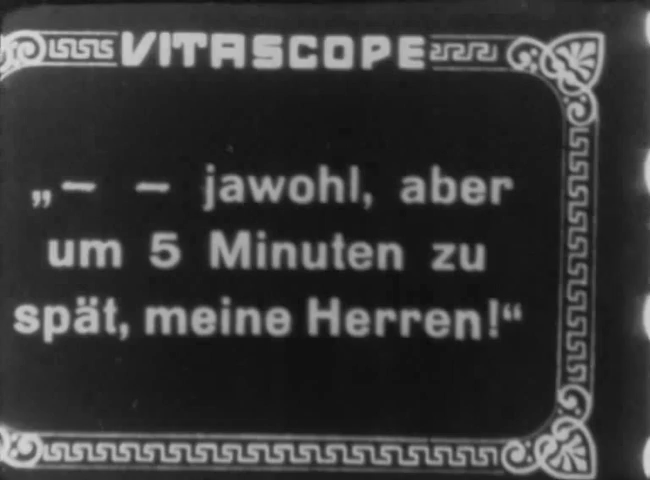 VITASCOPE
„— — jawohl, aber
um 5 Minuten zu
spät, meine Herren!“